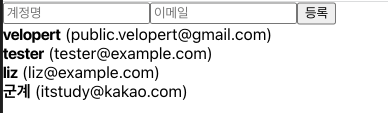 계정명 이메일 등록
velopert (public.velopert@gmail.com)
tester (tester@example.com)
liz (liz@example.com)
군계 (itstudy@kakao.com)